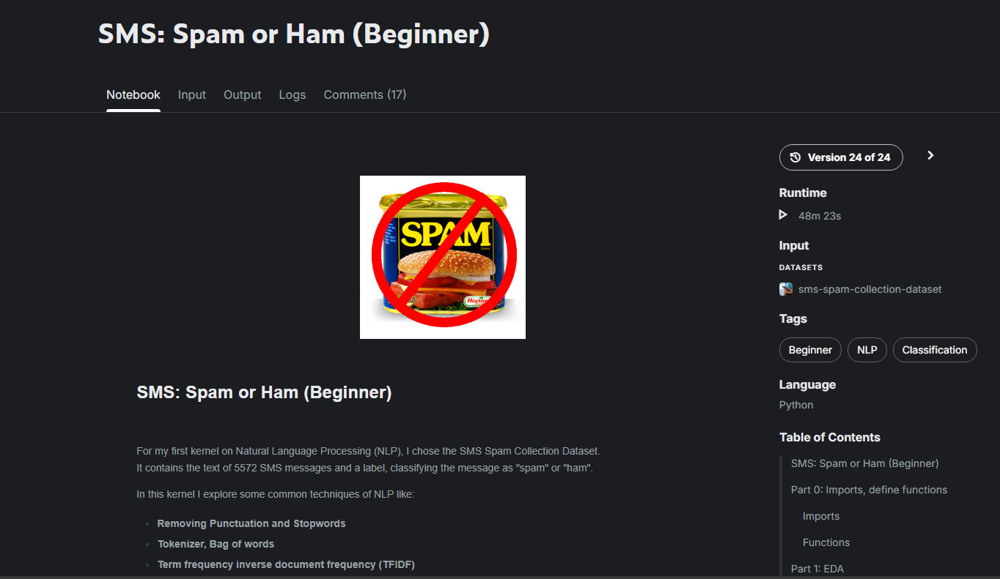 SMS: Spam or Ham (Beginner)
Notebook
Input
Output
Logs
Comments (17)
Version 24 of 24
Runtime
48m 23s
Input
DATASETS
sms-spam-collection-dataset
Tags
Beginner
NLP
Classification
Language
Python
Table of Contents
SMS: Spam or Ham (Beginner)
Part 0: Imports, define functions
Imports
Functions
Part 1: EDA
SPAM
SMS: Spam or Ham (Beginner)
For my first kernel on Natural Language Processing (NLP), I chose the SMS Spam Collection Dataset.
It contains the text of 5572 SMS messages and a label, classifying the message as "spam" or "ham".
In this kernel I explore some common techniques of NLP like:
Removing Punctuation and Stopwords
Tokenizer, Bag of words
Term frequency inverse document frequency (TFIDF)